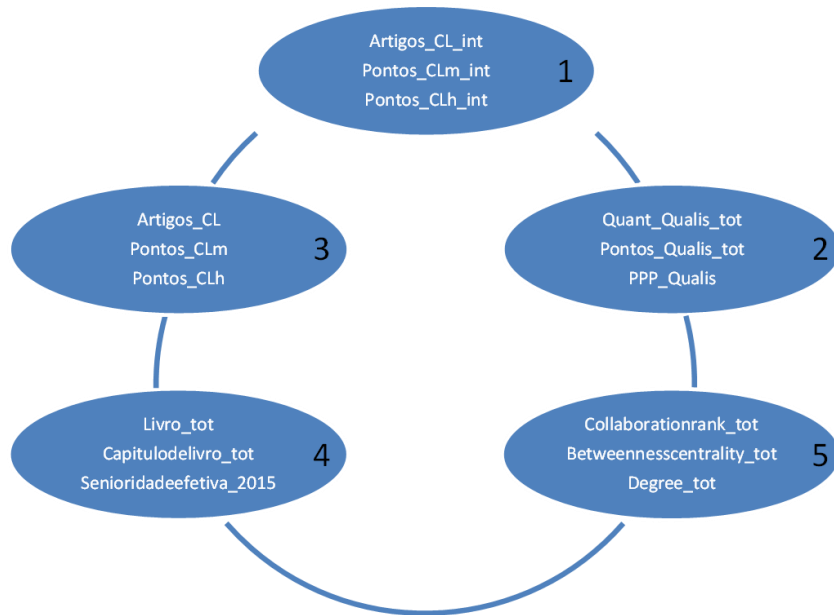 Artigos_CL_int
Pontos_CLm_int
Pontos_CLh_int
1
Artigos_CL
Pontos_CLm
Pontos_CLh
3
Quant_Qualis_tot
Pontos_Qualis_tot
PPP_Qualis
2
Livro_tot
Capitulodelivro_tot
Senioridadeefetiva_2015
4
Collaborationrank_tot
Betweennesscentrality_tot
Degree_tot
5